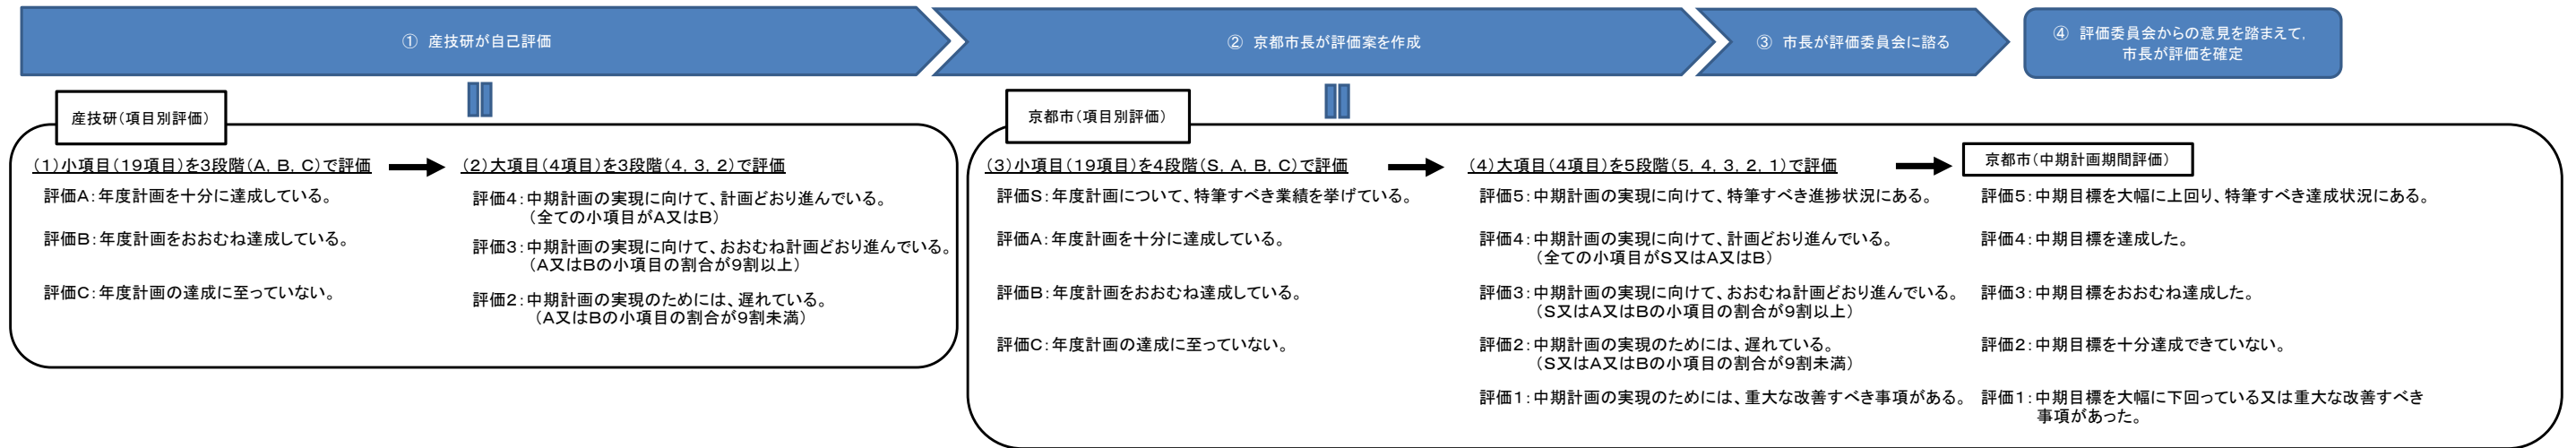 ① 産技研が自己評価
② 京都市長が評価案を作成
③ 市長が評価委員会に諮る
④ 評価委員会からの意見を踏まえて,
市長が評価を確定
産技研(項目別評価)
(1)小項目(19項目)を3段階(A, B, C)で評価
評価A:年度計画を十分に達成している。
評価B:年度計画をおおむね達成している。
評価C:年度計画の達成に至っていない。
(2)大項目(4項目)を3段階(4, 3, 2)で評価
評価4:中期計画の実現に向けて、計画どおり進んでいる。
(全ての小項目がA又はB)
評価3:中期計画の実現に向けて、おおむね計画どおり進んでいる。
(A又はBの小項目の割合が9割以上)
評価2:中期計画の実現のためには、遅れている。
(A又はBの小項目の割合が9割未満)
京都市(項目別評価)
(3)小項目(19項目)を4段階(S, A, B, C)で評価
評価S:年度計画について、特筆すべき業績を挙げている。
評価A:年度計画を十分に達成している。
評価B:年度計画をおおむね達成している。
評価C:年度計画の達成に至っていない。
(4)大項目(4項目)を5段階(5, 4, 3, 2, 1)で評価
評価5:中期計画の実現に向けて、特筆すべき進捗状況にある。
評価4:中期計画の実現に向けて、計画どおり進んでいる。
(全ての小項目がS又はA又はB)
評価3:中期計画の実現に向けて、おおむね計画どおり進んでいる。
(S又はA又はBの小項目の割合が9割以上)
評価2:中期計画の実現のためには、遅れている。
(S又はA又はBの小項目の割合が9割未満)
評価1:中期計画の実現のためには、重大な改善すべき事項がある。
京都市(中期計画期間評価)
評価5:中期目標を大幅に上回り、特筆すべき達成状況にある。
評価4:中期目標を達成した。
評価3:中期目標をおおむね達成した。
評価2:中期目標を十分達成できていない。
評価1:中期目標を大幅に下回っている又は重大な改善すべき
事項があった。